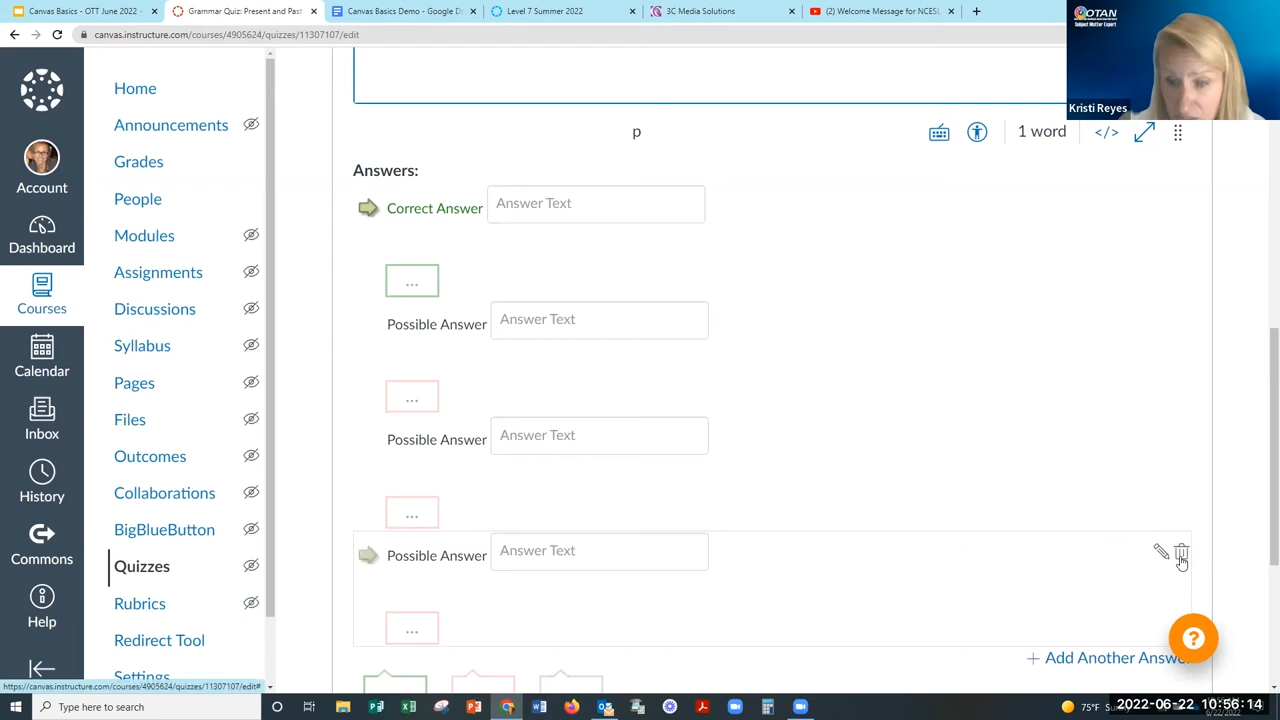 Canvas Basics - OTT June 2022 -
Grammar Quiz: Present and Past
Canvas Basics Demo - Google D
Level 7 Summer 2022
3C Media Solutions
(2) Welcome Message for NCESL
canvas.instructure.com/courses/4905624/quizzes/11307107/edit
OTAN
Subject Matter Expert
Kristi Reyes
Account
Dashboard
Courses
Calendar
Inbox
History
Commons
Help
Home
Announcements
Grades
People
Modules
Assignments
Discussions
Syllabus
Pages
Files
Outcomes
Collaborations
BigBlueButton
Quizzes
Rubrics
Redirect Tool
Settings
p
1 word
</>
Answers:
Correct Answer Answer Text
...
Possible Answer Answer Text
...
Possible Answer Answer Text
...
Possible Answer Answer Text
...
+ Add Another Answer
?
https://canvas.instructure.com/courses/4905624/quizzes/11307107/edit#
Type here to search
75°F
2022-06-22 10:56:14